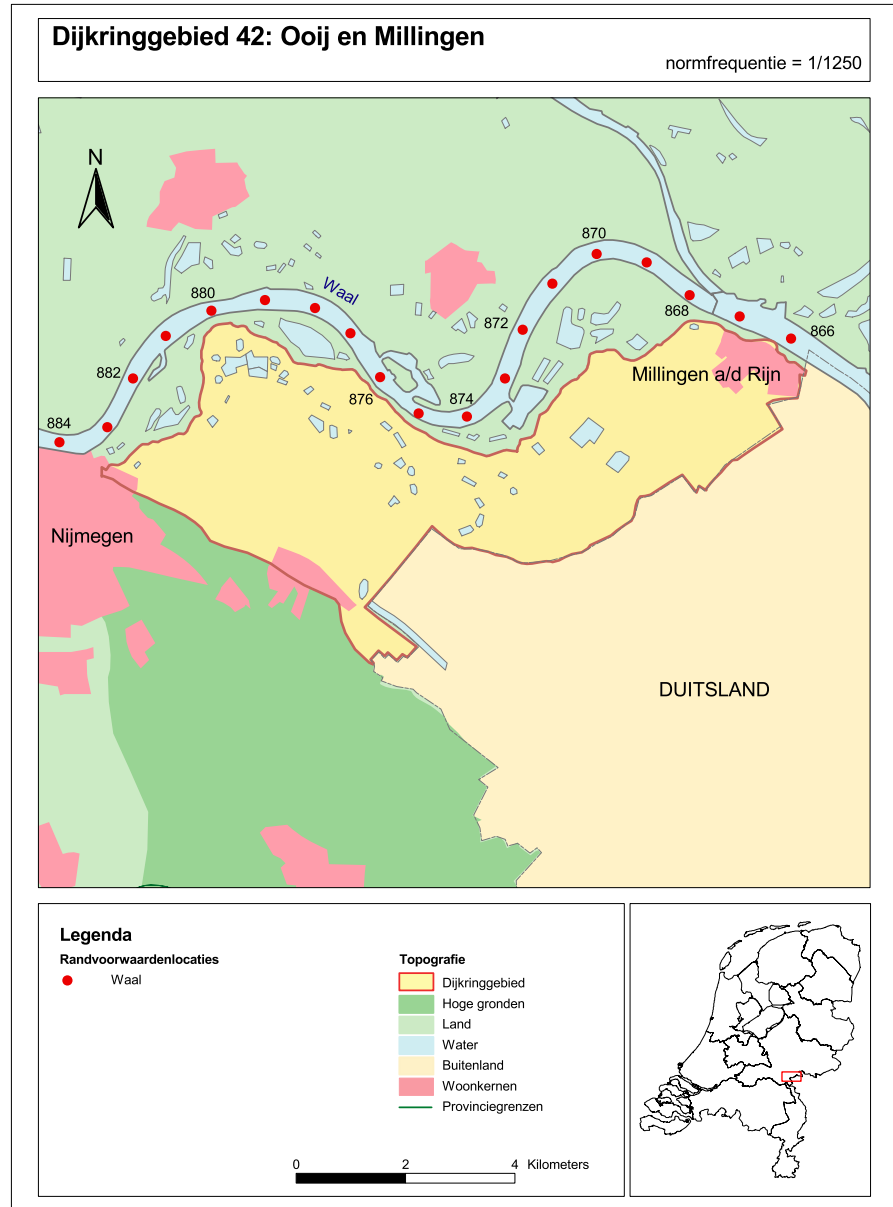 Dijkringgebied 42: Ooij en Millingen
normfrequentie = 1/1250
N
870
880
Waal
872
868
866
882
Millingen a/d Rijn
876
874
884
Nijmegen
DUITSLAND
Legenda
Randvoorwaardenlocaties
Waal
Topografie
Dijkringgebied
Hoge gronden
Land
Water
Buitenland
Woonkernen
Provinciegrenzen
0 2 4 Kilometers